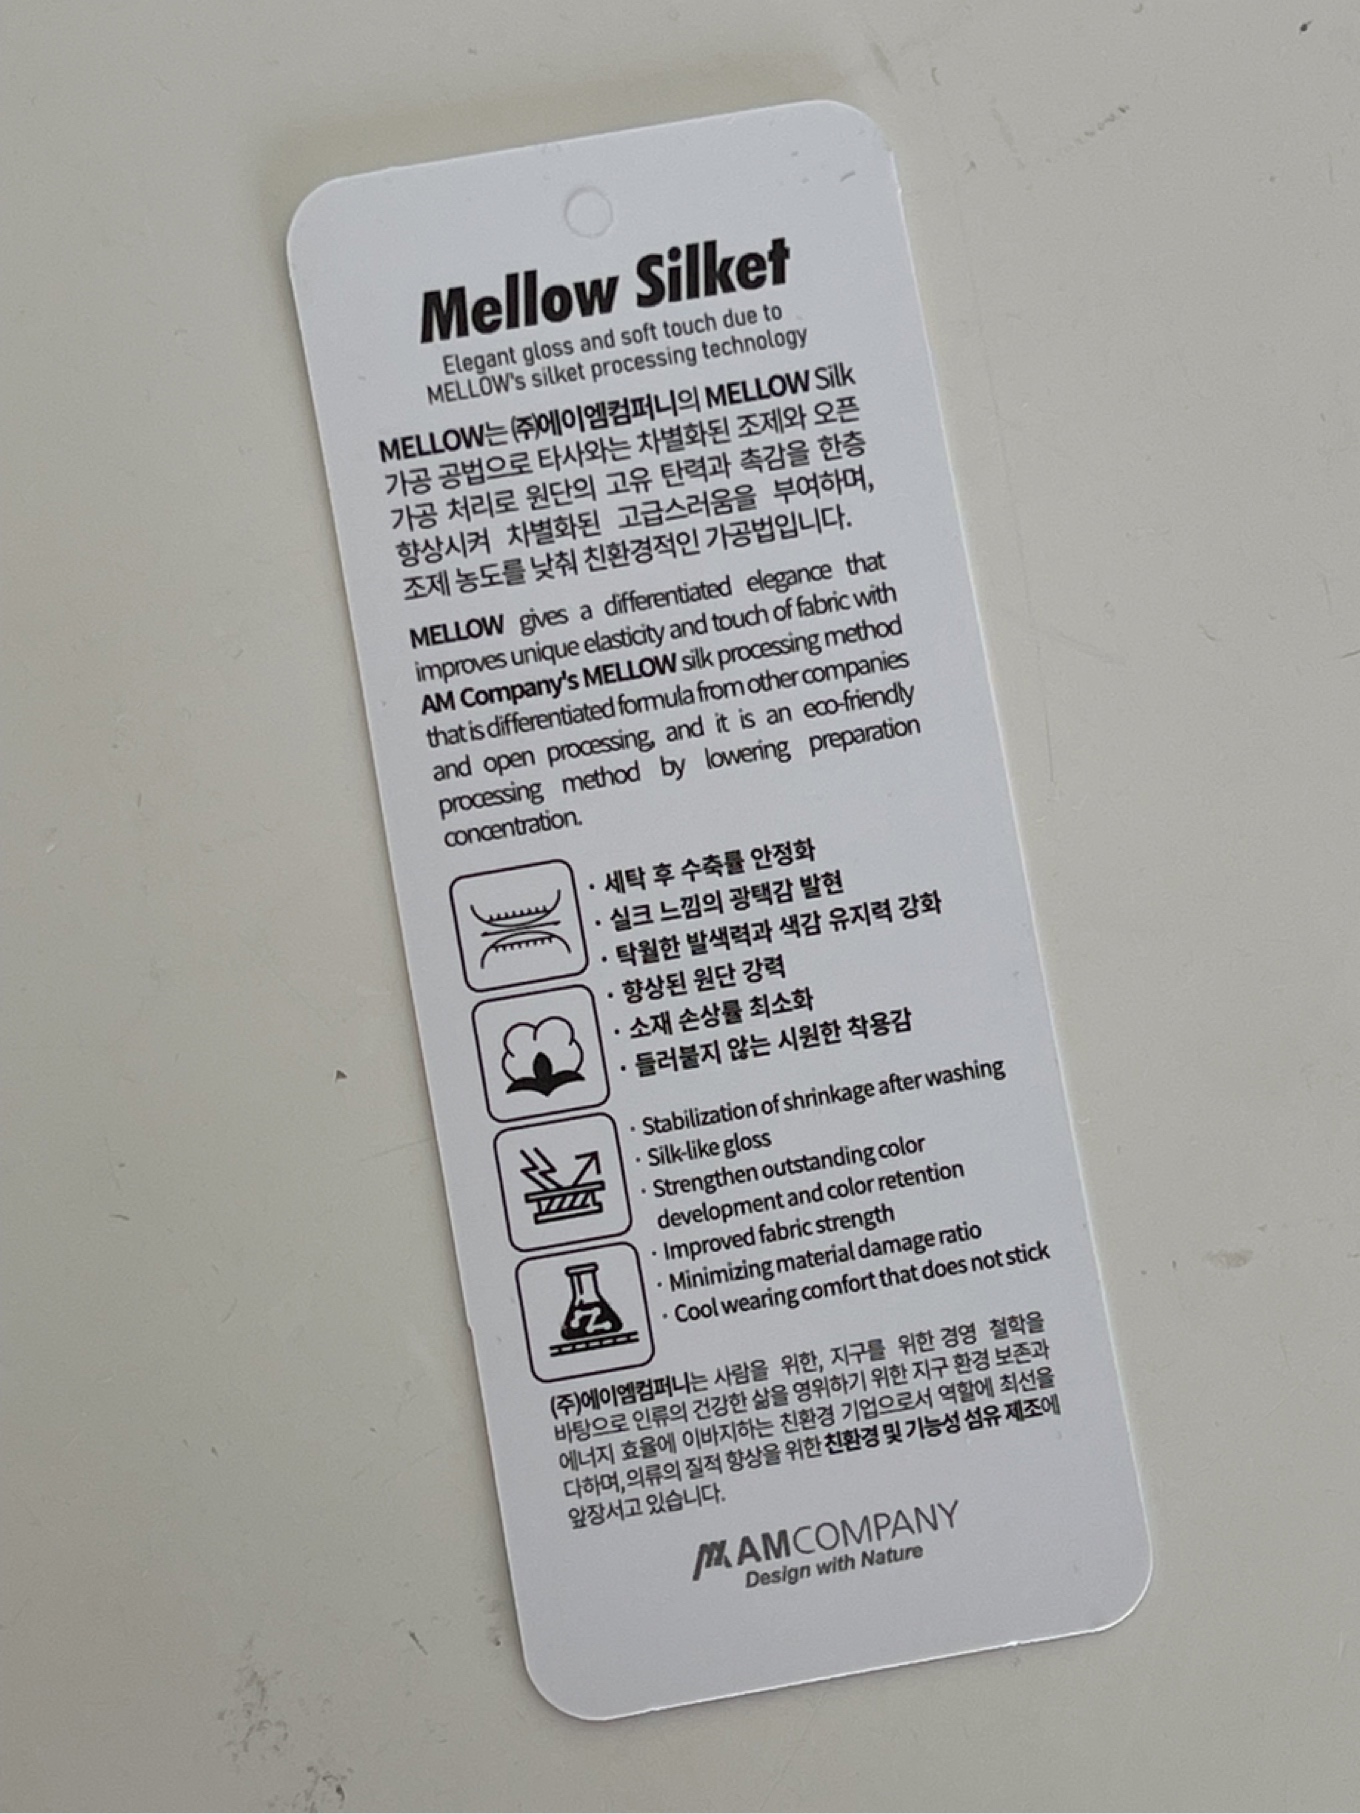 Mellow Silket
Elegant gloss and soft touch due to
MELLOW's silket processing technology
MELLOW는 (주)에이엠컴퍼니의 MELLOW Silk
가공 공법으로 타사와는 차별화된 조제와 오픈
가공 처리로 원단의 고유 탄력과 촉감을 한층
향상시켜 차별화된 고급스러움을 부여하며,
조제 농도를 낮춰 친환경적인 가공법입니다.
MELLOW gives a differentiated elegance that
improves unique elasticity and touch of fabric with
AM Company's MELLOW silk processing method
that is differentiated formula from other companies
and open processing, and it is an eco-friendly
processing method by lowering preparation
concentration.
· 세탁 후 수축률 안정화
· 실크 느낌의 광택감 발현
· 탁월한 발색력과 색감 유지력 강화
· 향상된 원단 강력
· 소재 손상률 최소화
· 들러붙지 않는 시원한 착용감
· Stabilization of shrinkage after washing
· Silk-like gloss
· Strengthen outstanding color
development and color retention
· Improved fabric strength
· Minimizing material damage ratio
· Cool wearing comfort that does not stick
(주)에이엠컴퍼니는 사람을 위한, 지구를 위한 경영 철학을
바탕으로 인류의 건강한 삶을 영위하기 위한 지구 환경 보존과
에너지 효율에 이바지하는 친환경 기업으로서 역할에 최선을
다하며, 의류의 질적 향상을 위한 친환경 및 기능성 섬유 제조에
앞장서고 있습니다.
AMCOMPANY
Design with Nature